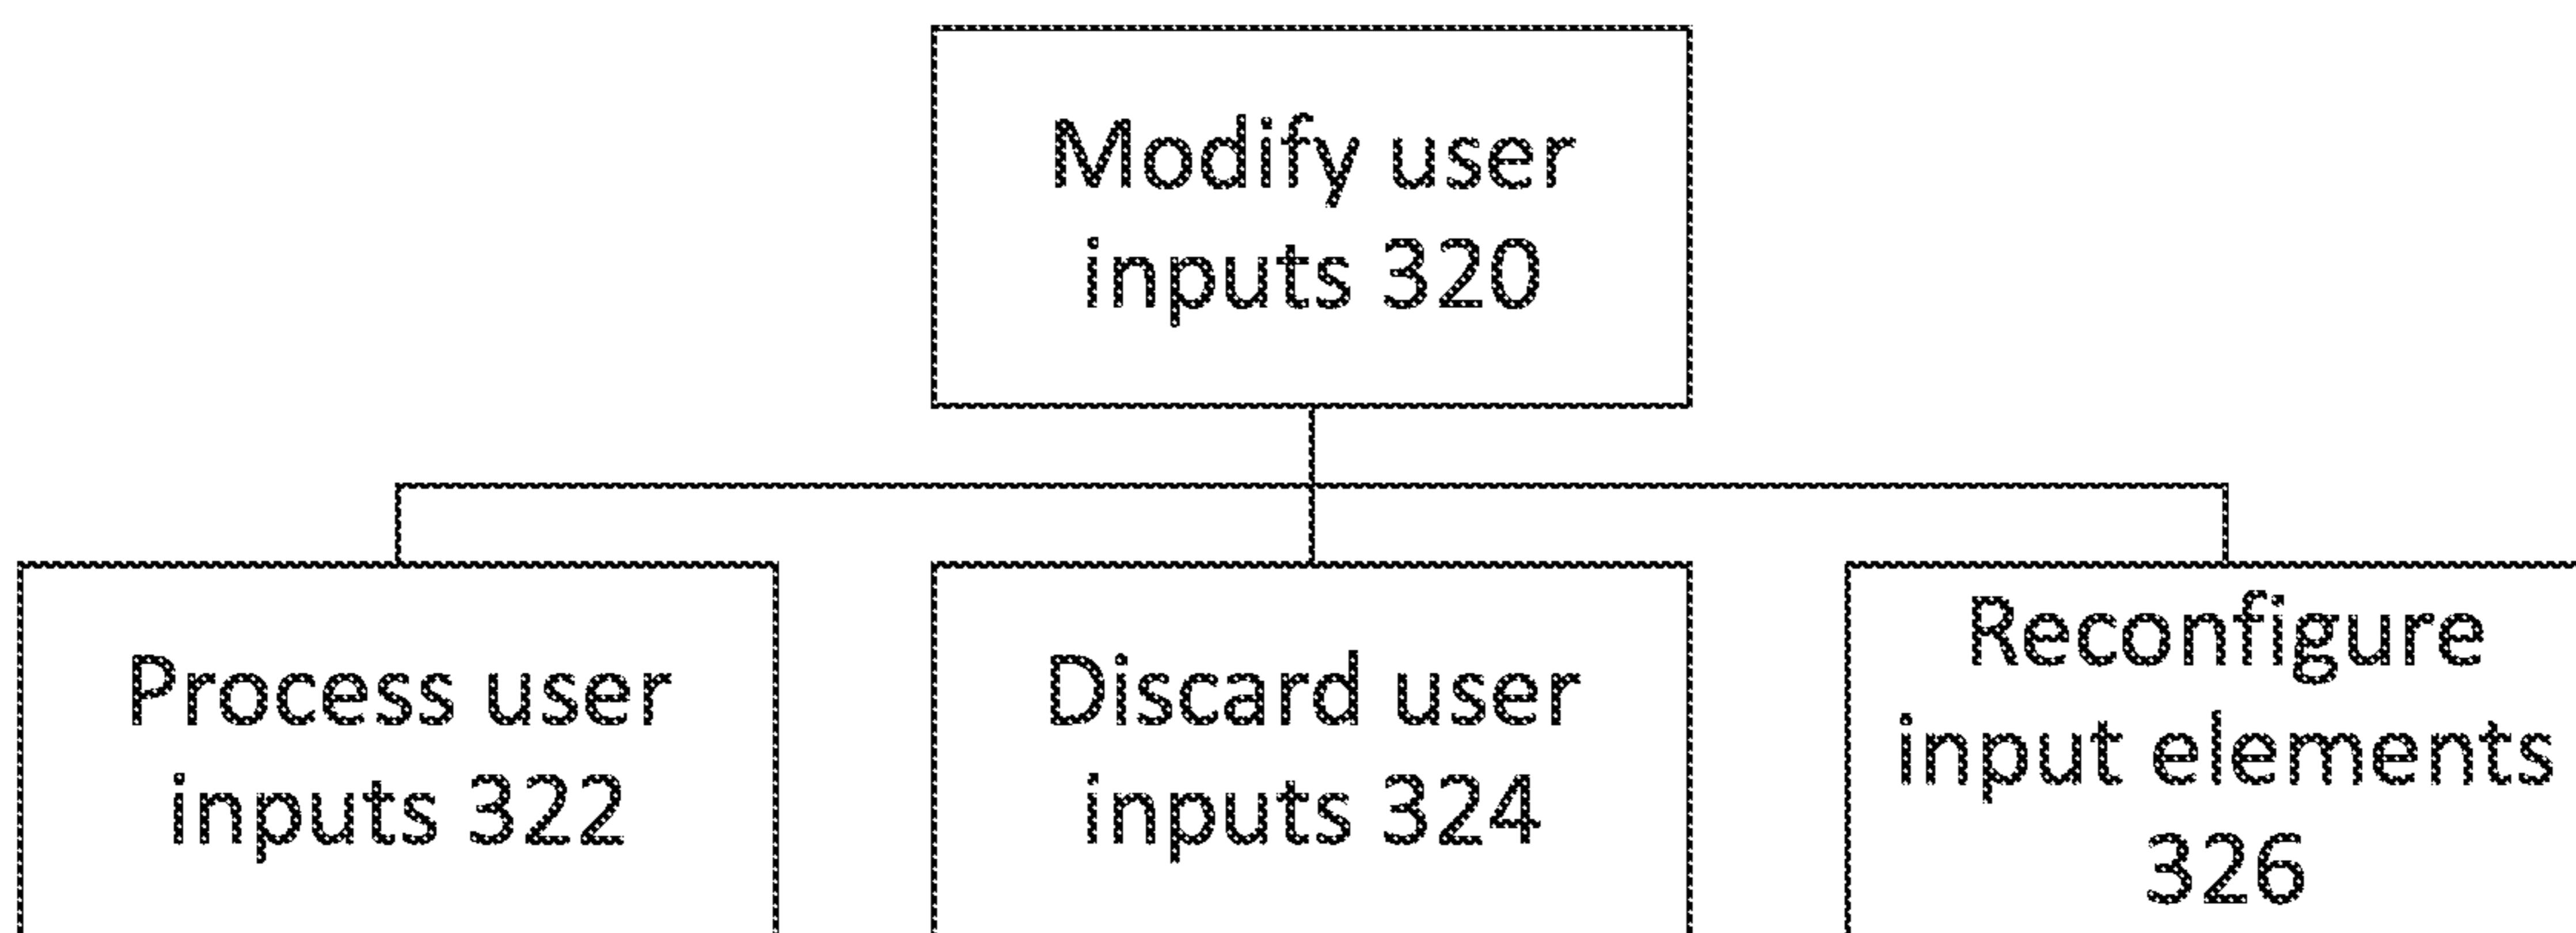 Modify user
inputs 320
Process user
inputs 322
Discard user
inputs 324
Reconfigure
input elements
326